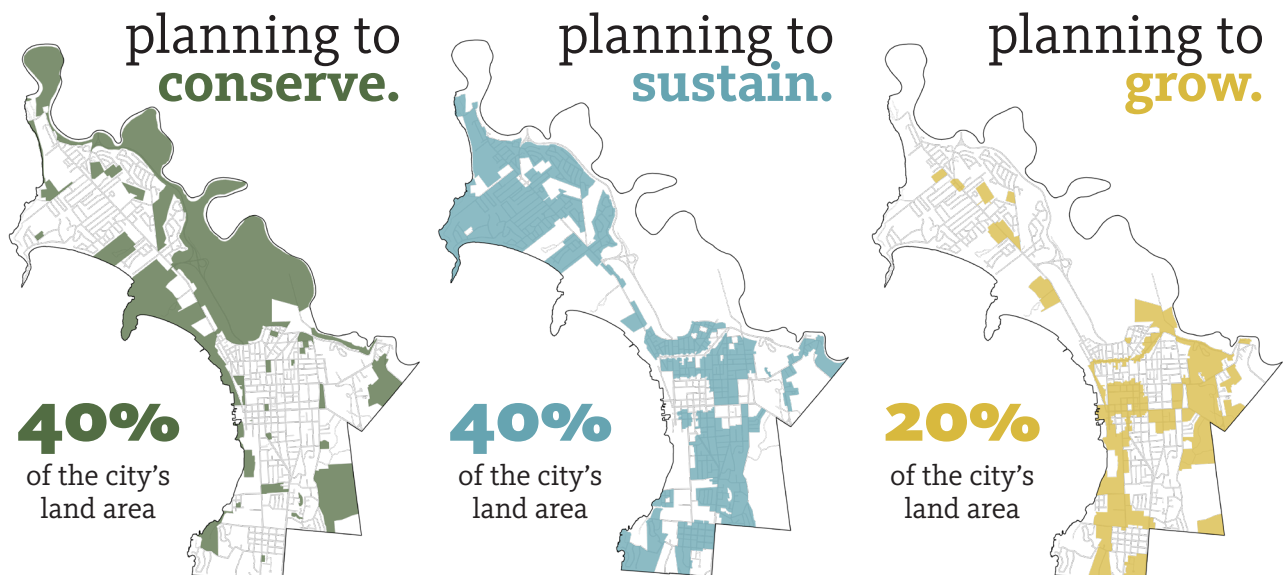 planning to
conserve.
40%
of the city's
land area
planning to
sustain.
40%
of the city's
land area
planning to
grow.
20%
of the city's
land area